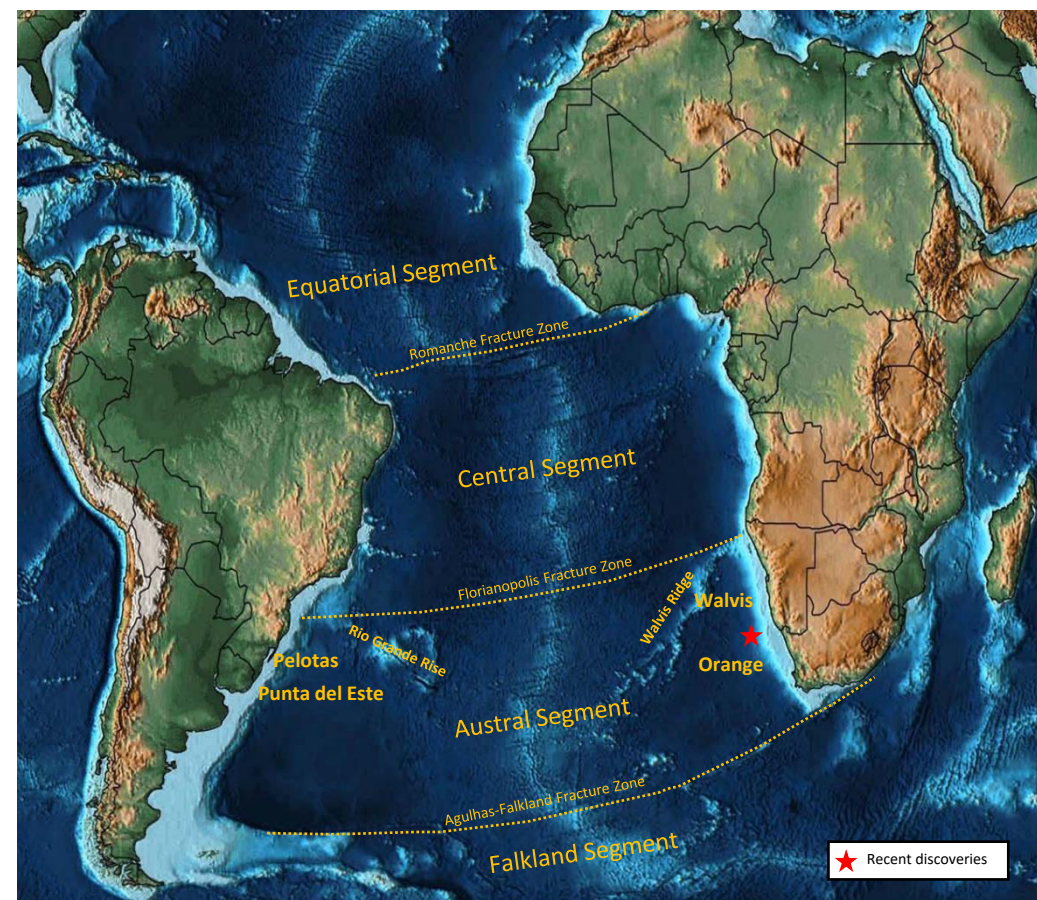 Equatorial Segment
Romanche Fracture Zone
Central Segment
Florianopolis Fracture Zone
Walvis Ridge
Walvis
Rio Grande Rise
Pelotas
Orange
Punta del Este
Austral Segment
Agulhas-Falkland Fracture Zone
Falkland Segment
Recent discoveries